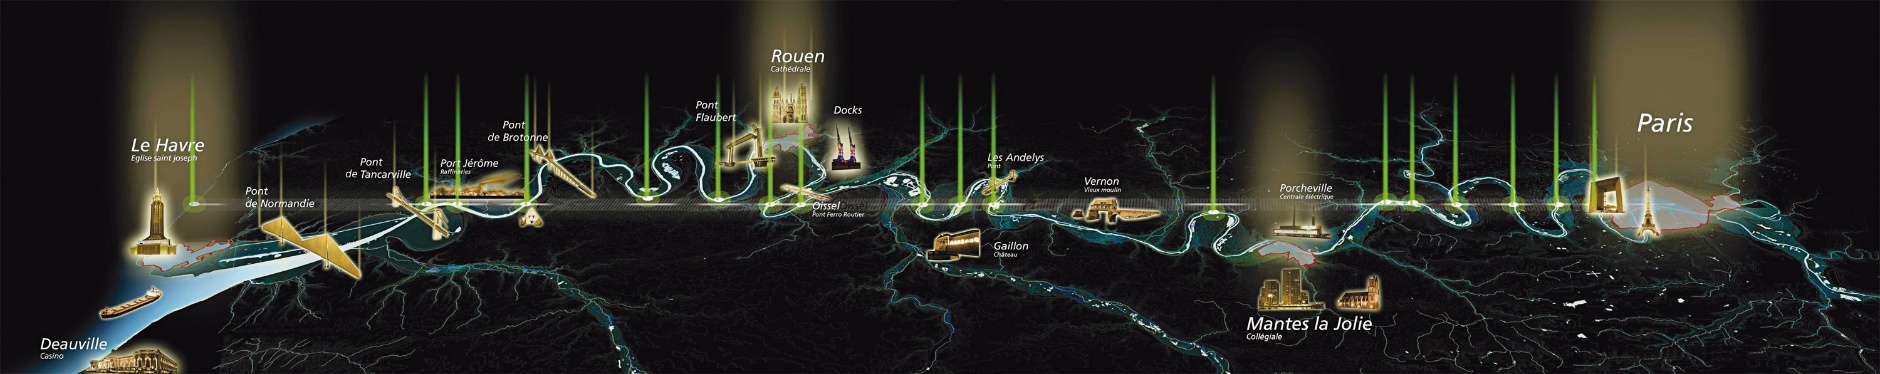 Rouen
Cathédrale
Le Havre
Eglise saint joseph
Pont
de Normandie
Pont
de Tancarville
Port Jérôme
Raffineries
Pont
de Brotonne
Pont
Flaubert
Docks
Oissel
Pont Ferro Routier
Les Andelys
Pont
Gaillon
Château
Vernon
Vieux moulin
Porcheville
Centrale électrique
Mantes la Jolie
Collégiale
Paris
Deauville
Casino